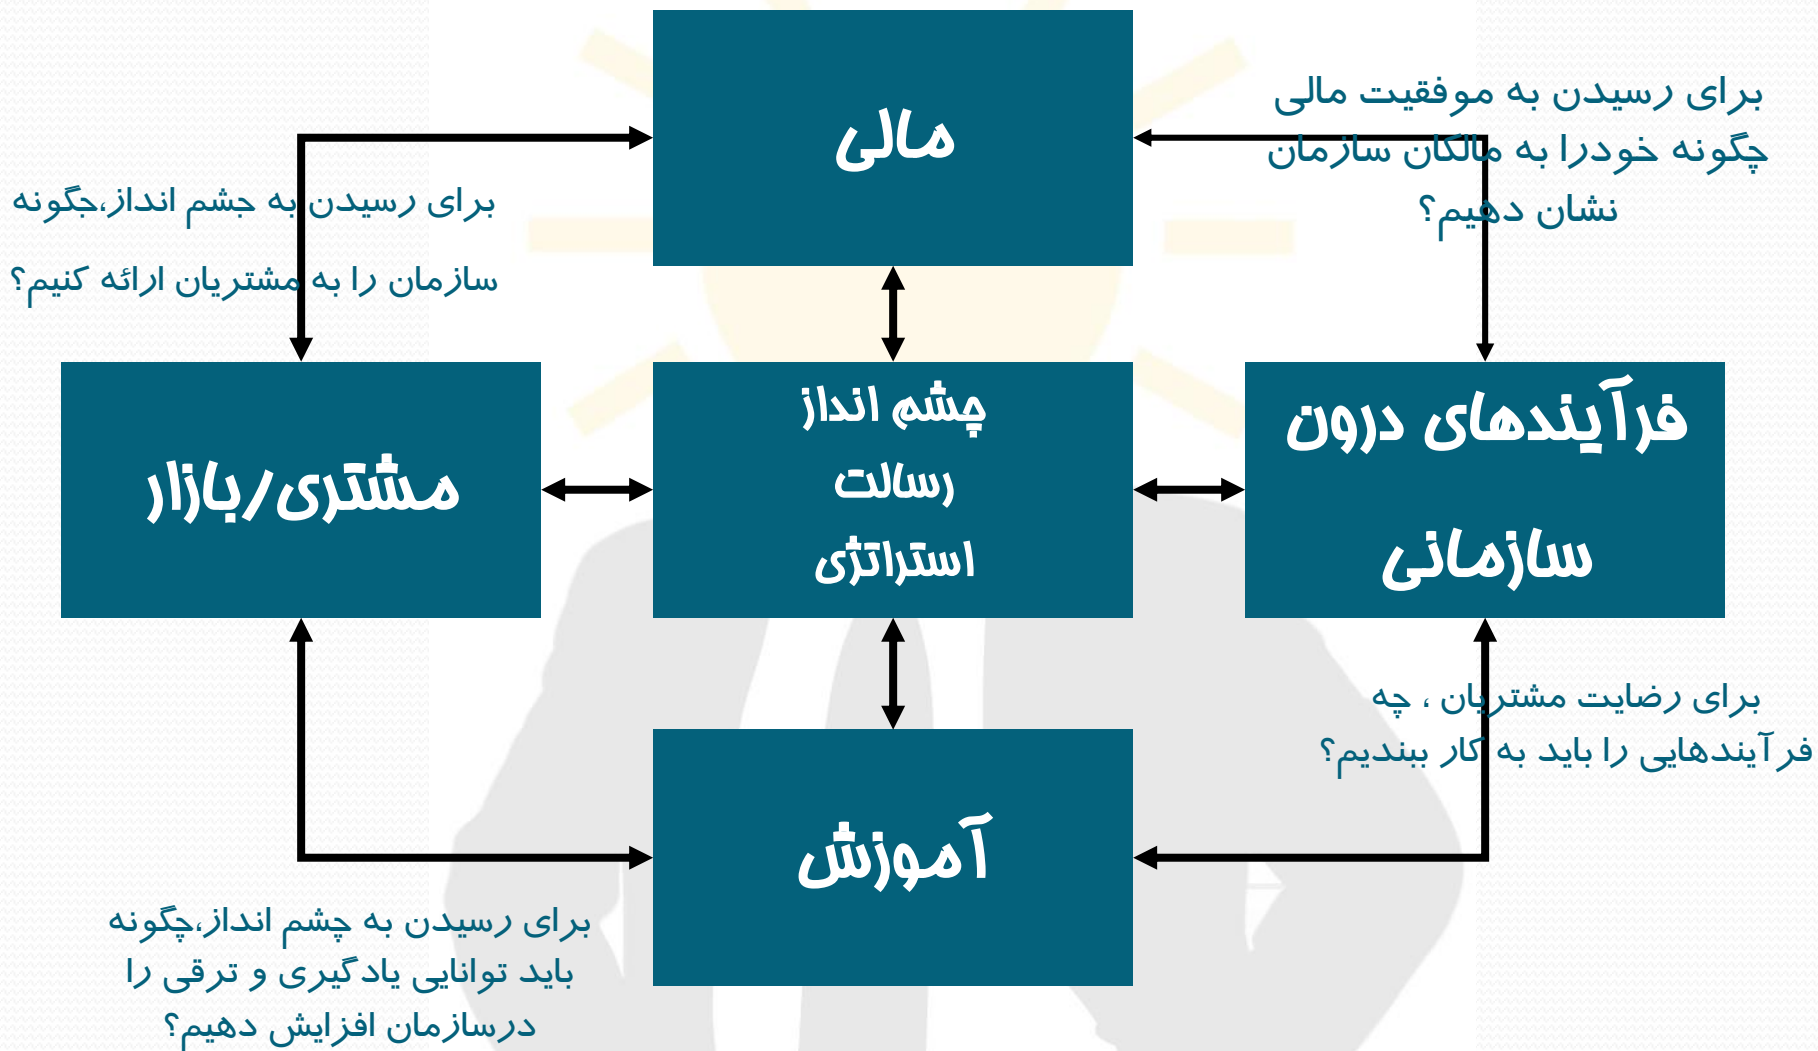 مالی
برای رسیدن به موفقیت مالی
چگونه خودرا به مالکان سازمان
نشان دهیم؟
برای رسیدن به جشم انداز،جگونه
سازمان را به مشتریان ارائه کنیم؟
فرآیندهای درون
سازمانی
چشم انداز
رسالت
استراتژی
مشتری/بازار
برای رضایت مشتریان ، چه
فرآیندهایی را باید به کار ببندیم؟
آموزش
برای رسیدن به چشم انداز،چگونه
باید توانایی یادگیری و ترقی را
درسازمان افزایش دهیم؟